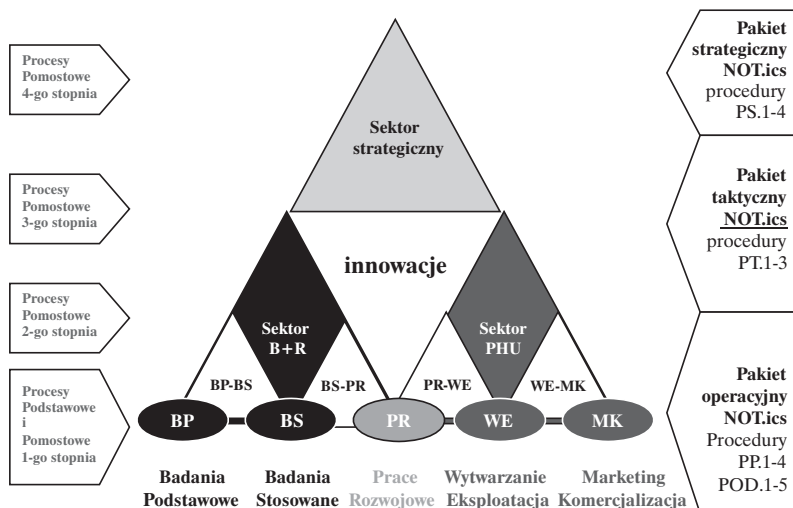 Procesy
Pomostowe
4-go stopnia
Procesy
Pomostowe
3-go stopnia
Procesy
Pomostowe
2-go stopnia
Procesy
Podstawowe
i
Pomostowe
1-go stopnia
Sektor
strategiczny
innowacje
Sektor
B+R
Sektor
PHU
BP-BS
BS-PR
PR-WE
WE-MK
BP
BS
PR
WE
MK
Badania
Podstawowe
Badania
Stosowane
Prace
Rozwojowe
Wytwarzanie
Eksploatacja
Marketing
Komercjalizacja
Pakiet
strategiczny
NOT.ics
procedury
PS.1-4
Pakiet
taktyczny
NOT.ics
procedury
PT.1-3
Pakiet
operacyjny
NOT.ics
Procedury
PP.1-4
POD.1-5